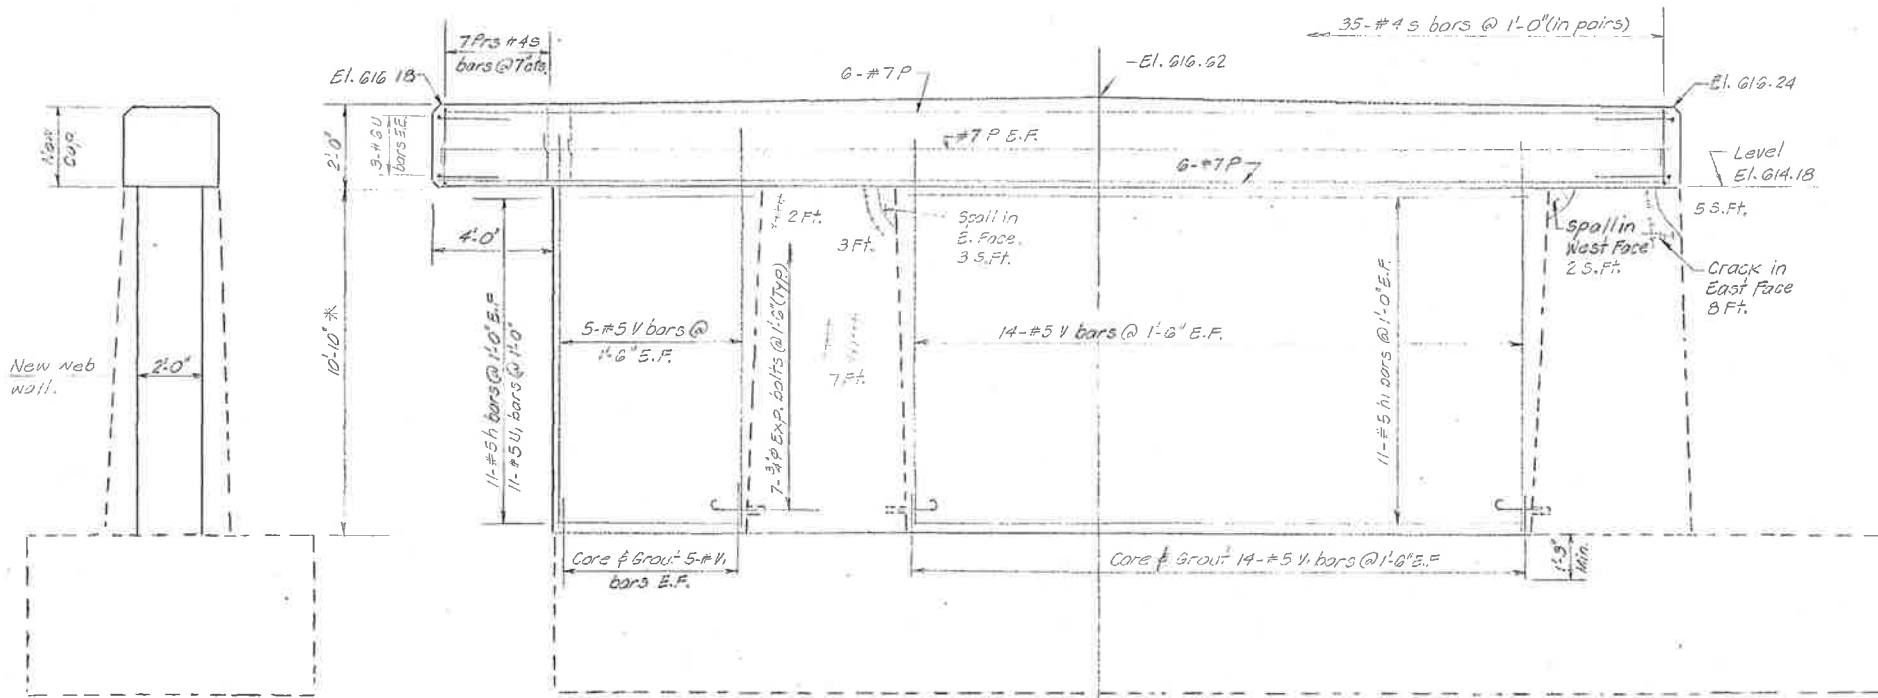 35-#4 s bars @ 1'-0" (in pairs)
7 Prs #4 s
bars @ 7" cts.
El. 616.18
6-#7 P
El. 616.62
El. 616.24
New
Cap
2'-0"
3-#6 U
bars E.E.
#7 P E.F.
6-#7 P
Level
El. 614.18
4'-0"
2 Ft.
3 Ft.
Spall in
E. Face
3 S.Ft.
Spall in
West Face
2 S.Ft.
5 S.Ft.
Crack in
East Face
8 Ft.
New web
wall.
2'-0"
10'-10" *
11-#5 h bars @ 1'-0" E.F.
11-#5 U, bars @ 1'-0"
5-#5 V bars @
1'-6" E.F.
7-3/4" φ Exp. bolts @ 1'-6" (Typ.)
7 Ft.
14-#5 V bars @ 1'-6" E.F.
11-#5 h1 bars @ 1'-0" E.F.
Core & Grout 5-# V1
bars E.F.
Core & Grout 14-#5 V1 bars @ 1'-6" E.F.
1'-9"
Min.